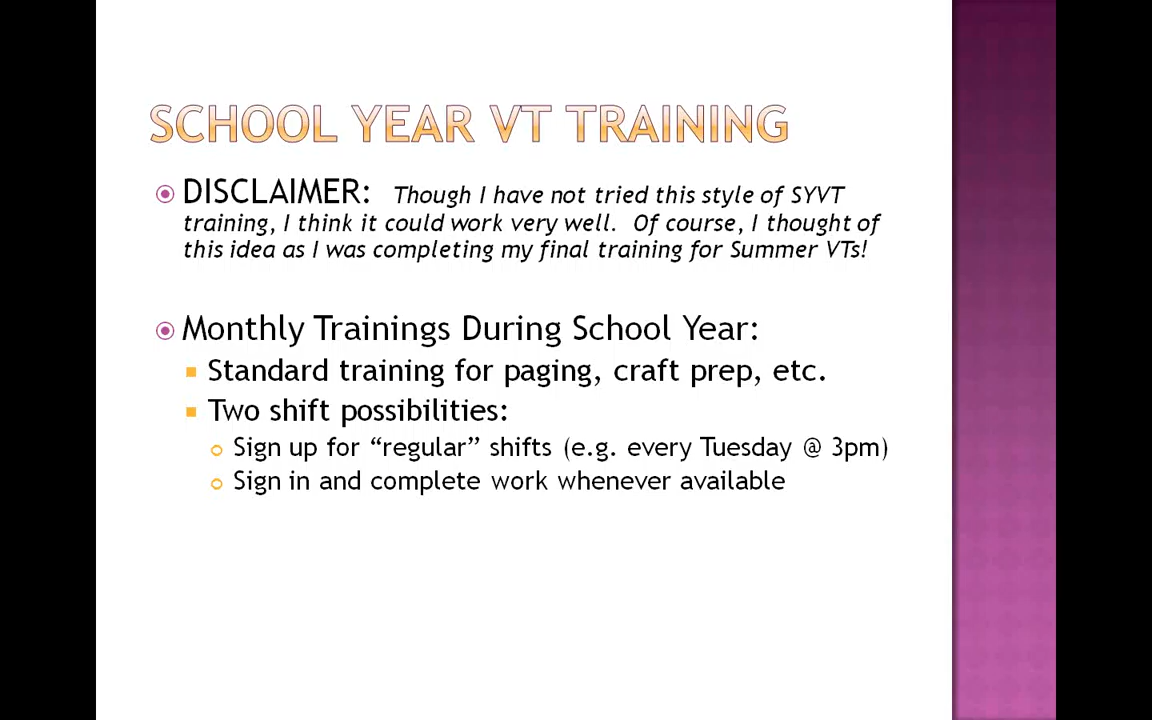 SCHOOL YEAR VT TRAINING
DISCLAIMER: Though I have not tried this style of SYVT
training, I think it could work very well. Of course, I thought of
this idea as I was completing my final training for Summer VTs!
Monthly Trainings During School Year:
Standard training for paging, craft prep, etc.
Two shift possibilities:
Sign up for “regular” shifts (e.g. every Tuesday @ 3pm)
Sign in and complete work whenever available